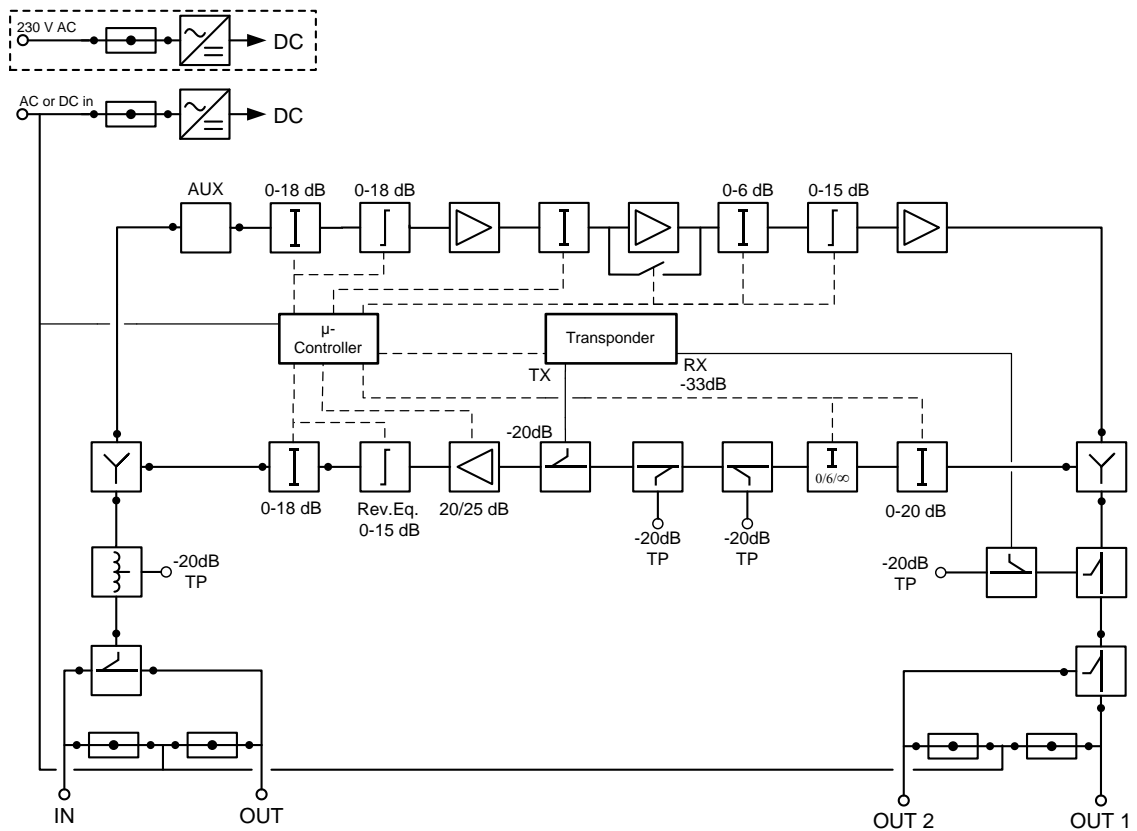 230 V AC
DC
AC or DC in
DC
AUX
0-18 dB
0-18 dB
0-6 dB
0-15 dB
µ-
Controller
Transponder
TX
RX
-33dB
-20dB
0/6/∞
0-18 dB
Rev.Eq.
0-15 dB
20/25 dB
-20dB
TP
-20dB
TP
0-20 dB
-20dB
TP
-20dB
TP
IN
OUT
OUT 2
OUT 1